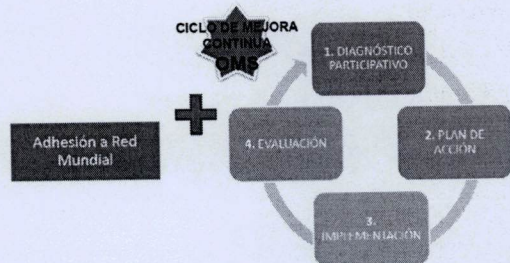 CICLO DE MEJORA
CONTINUA
OMS
1. DIAGNÓSTICO
PARTICIPATIVO
Adhesión a Red
Mundial
4. EVALUACIÓN
2. PLAN DE
ACCIÓN
3.
IMPLEMENTACIÓN